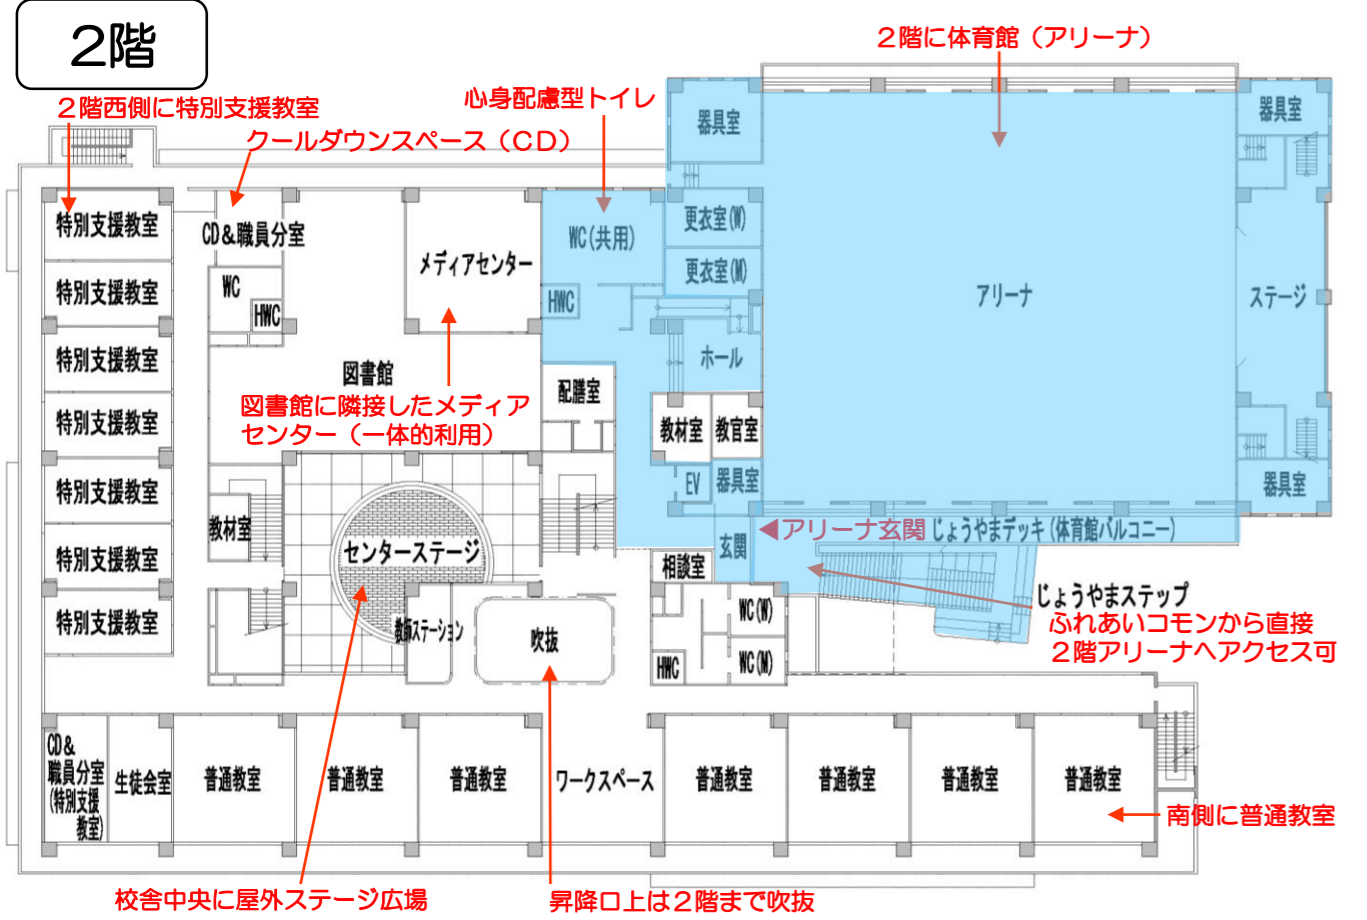 2階
2階に体育館（アリーナ）
2階西側に特別支援教室
心身配慮型トイレ
クールダウンスペース（CD）
器具室
器具室
特別支援教室
CD&職員分室
メディアセンター
WC(共用)
更衣室(W)
更衣室(M)
アリーナ
ステージ
特別支援教室
WC
HWC
HWC
特別支援教室
図書館
ホール
配膳室
図書館に隣接したメディア
センター（一体的利用）
特別支援教室
教材室
教官室
特別支援教室
EV
器具室
器具室
教材室
センターステージ
◀アリーナ玄関
じょうやまデッキ(体育館バルコニー)
玄関
特別支援教室
相談室
じょうやまステップ
特別支援教室
教師ステーション
吹抜
WC(W)
ふれあいコモンから直接
2階アリーナへアクセス可
HWC
WC(M)
CD&
職員分室
(特別支援
教室)
生徒会室
普通教室
普通教室
普通教室
ワークスペース
普通教室
普通教室
普通教室
普通教室
南側に普通教室
校舎中央に屋外ステージ広場
昇降口上は2階まで吹抜